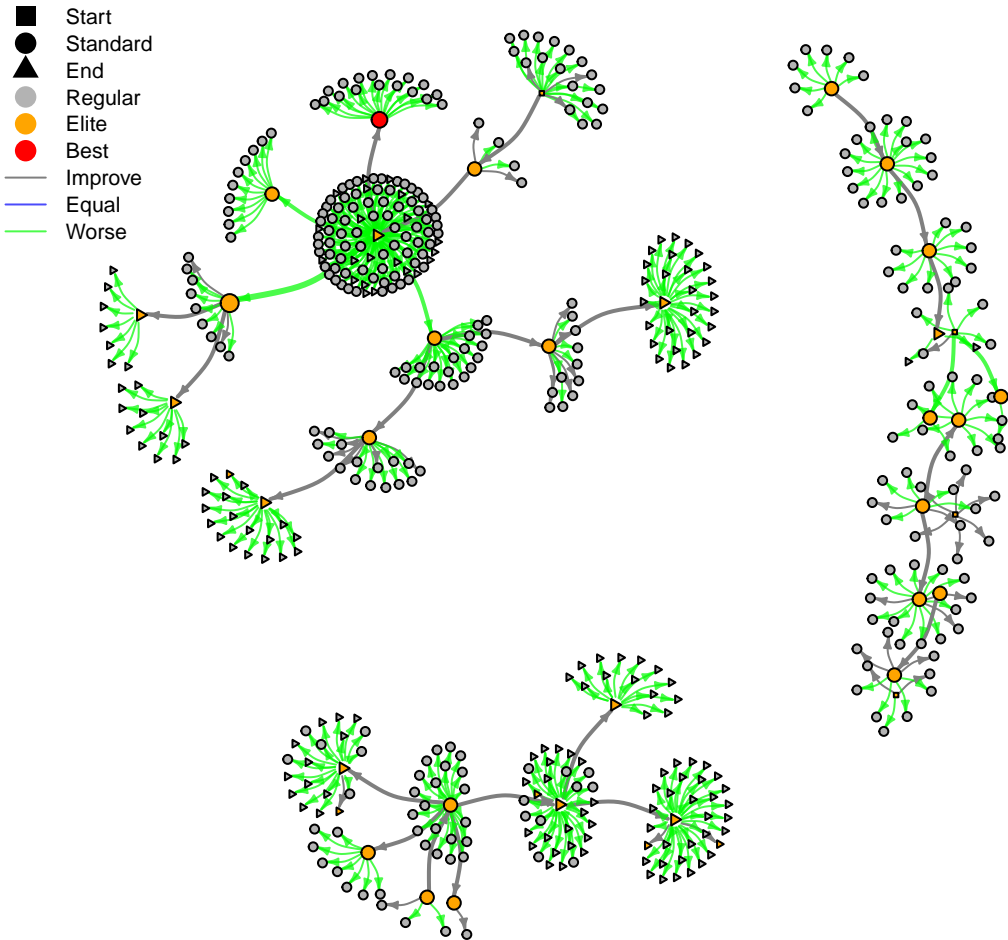 Start
Standard
End
Regular
Elite
Best
Improve
Equal
Worse